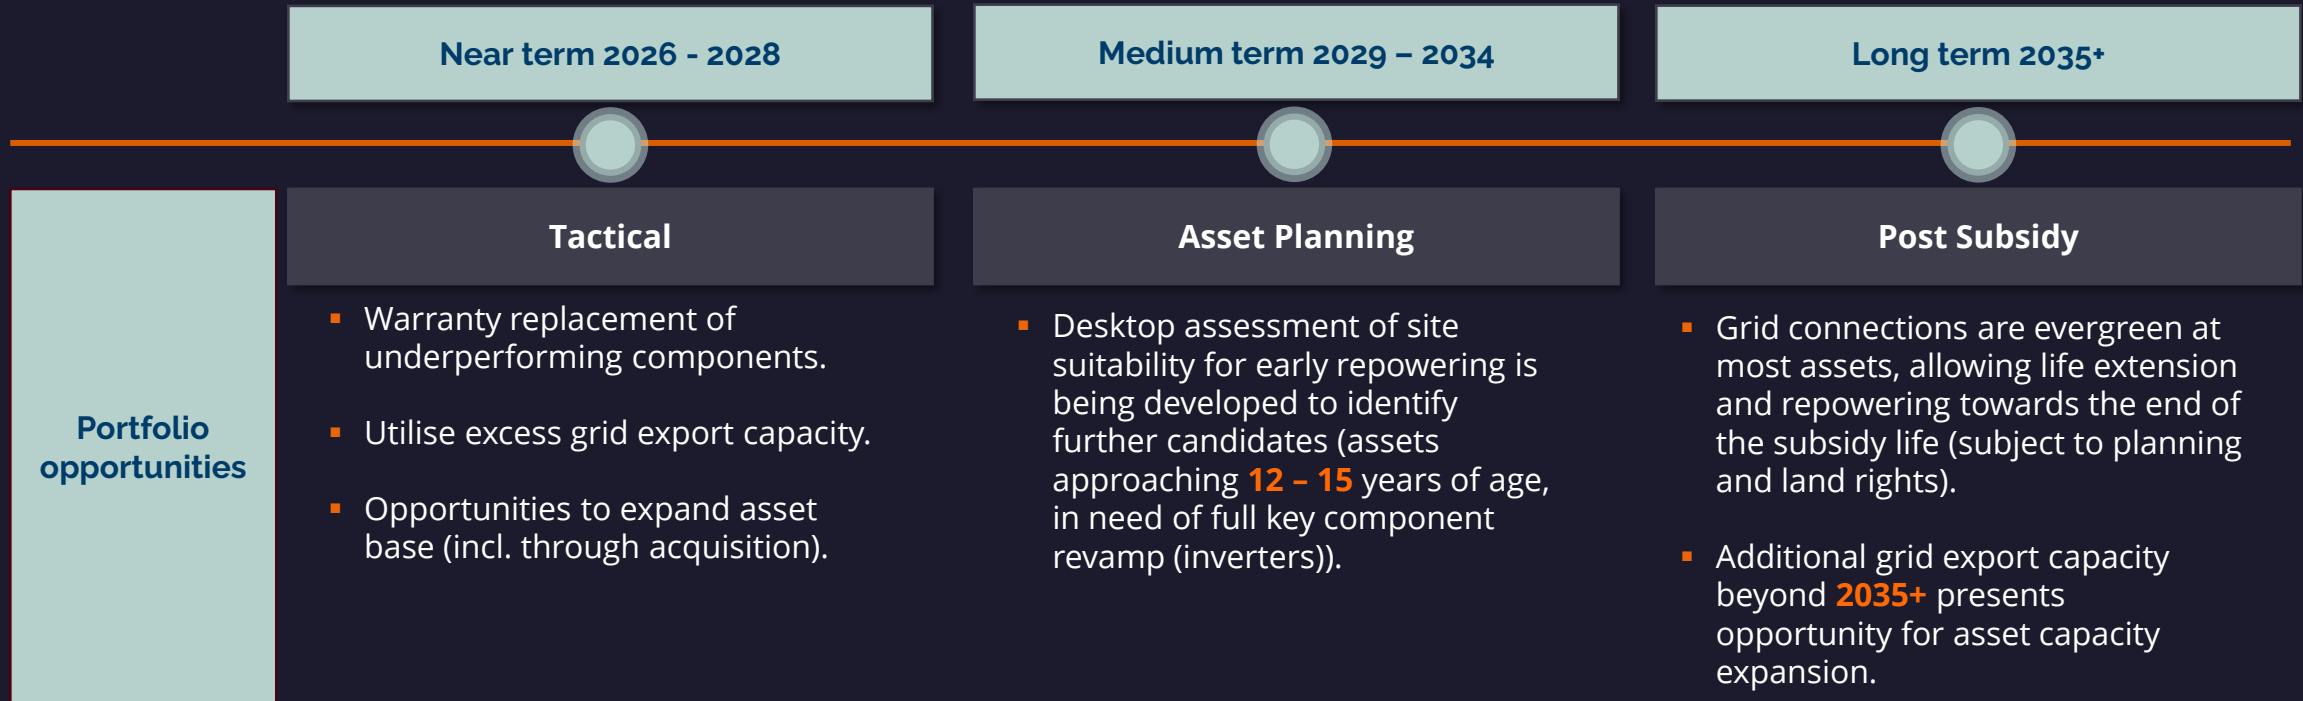 Near term 2026 - 2028
Medium term 2029 – 2034
Long term 2035+
Portfolio
opportunities
Tactical
▪ Warranty replacement of
underperforming components.
▪ Utilise excess grid export capacity.
▪ Opportunities to expand asset
base (incl. through acquisition).
Asset Planning
▪ Desktop assessment of site
suitability for early repowering is
being developed to identify
further candidates (assets
approaching 12 – 15 years of age,
in need of full key component
revamp (inverters)).
Post Subsidy
▪ Grid connections are evergreen at
most assets, allowing life extension
and repowering towards the end of
the subsidy life (subject to planning
and land rights).
▪ Additional grid export capacity
beyond 2035+ presents
opportunity for asset capacity
expansion.